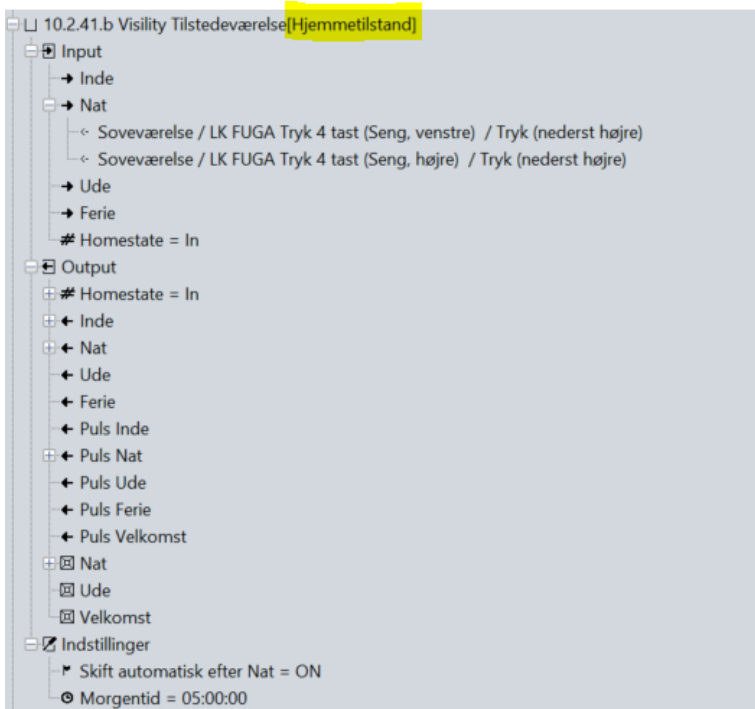 10.2.41.b Visility Tilstedeværelse[Hjemmetilstand]
Input
Inde
Nat
Soveværelse / LK FUGA Tryk 4 tast (Seng, venstre) / Tryk (nederst højre)
Soveværelse / LK FUGA Tryk 4 tast (Seng, højre) / Tryk (nederst højre)
Ude
Ferie
Homestate = In
Output
Homestate = In
Inde
Nat
Ude
Ferie
Puls Inde
Puls Nat
Puls Ude
Puls Ferie
Puls Velkomst
Nat
Ude
Velkomst
Indstillinger
Skift automatisk efter Nat = ON
Morgentid = 05:00:00